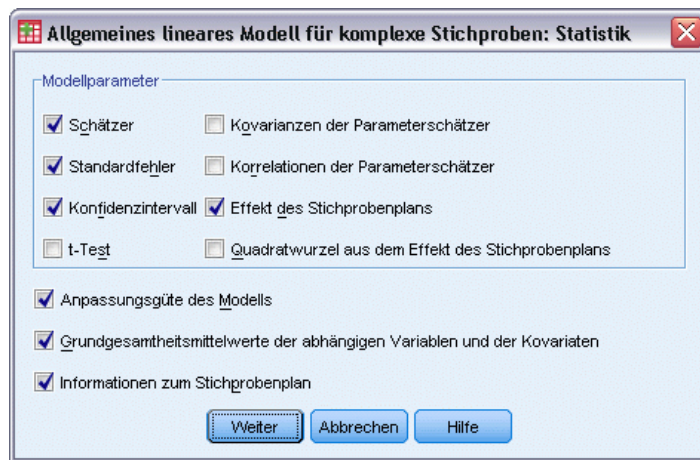 Allgemeines lineares Modell für komplexe Stichproben: Statistik
Modellparameter
Schätzer
Kovarianzen der Parameterschätzer
Standardfehler
Korrelationen der Parameterschätzer
Konfidenzintervall
Effekt des Stichprobenplans
t-Test
Quadratwurzel aus dem Effekt des Stichprobenplans
Anpassungsgüte des Modells
Grundgesamtheitsmittelwerte der abhängigen Variablen und der Kovariaten
Informationen zum Stichprobenplan
Weiter
Abbrechen
Hilfe